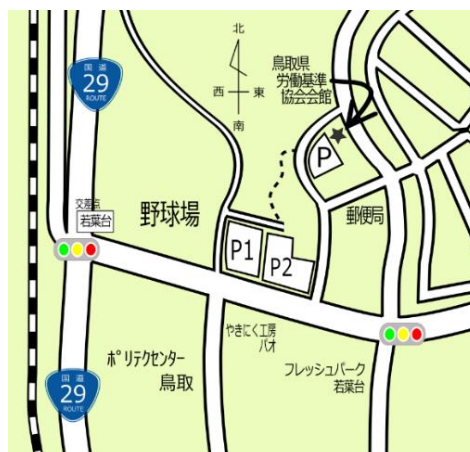 国道
29
ROUTE
北
西 東
南
鳥取県
労働基準
協会会館
P
交差点
若葉台
野球場
郵便局
P1
P2
やきにく工房
パオ
ポリテクセンター
鳥取
フレッシュパーク
若葉台
国道
29
ROUTE